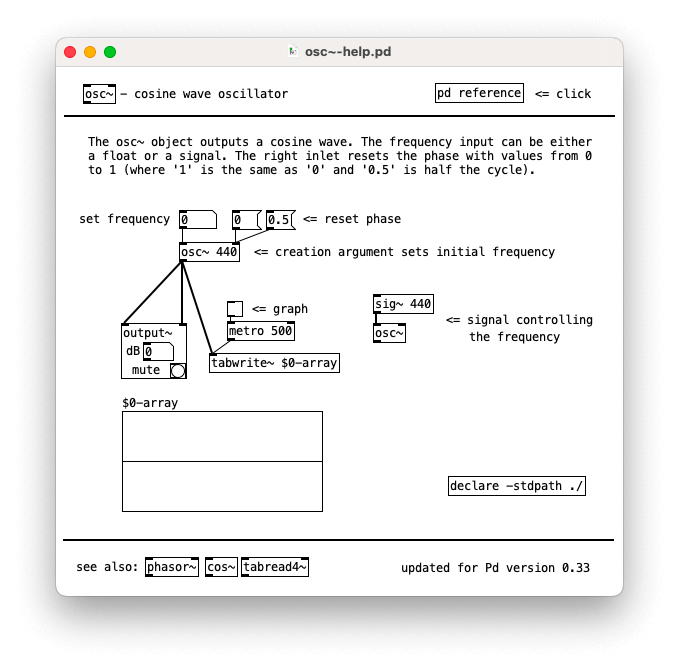 osc~-help.pd
osc~ – cosine wave oscillator
pd reference <= click
The osc~ object outputs a cosine wave. The frequency input can be either
a float or a signal. The right inlet resets the phase with values from 0
to 1 (where '1' is the same as '0' and '0.5' is half the cycle).
set frequency 0 0 0.5 <= reset phase
osc~ 440 <= creation argument sets initial frequency
<= graph
metro 500
tabwrite~ $0-array
output~
dB 0
mute
sig~ 440
osc~
<= signal controlling
the frequency
$0-array
declare -stdpath ./
see also: phasor~ cos~ tabread4~
updated for Pd version 0.33